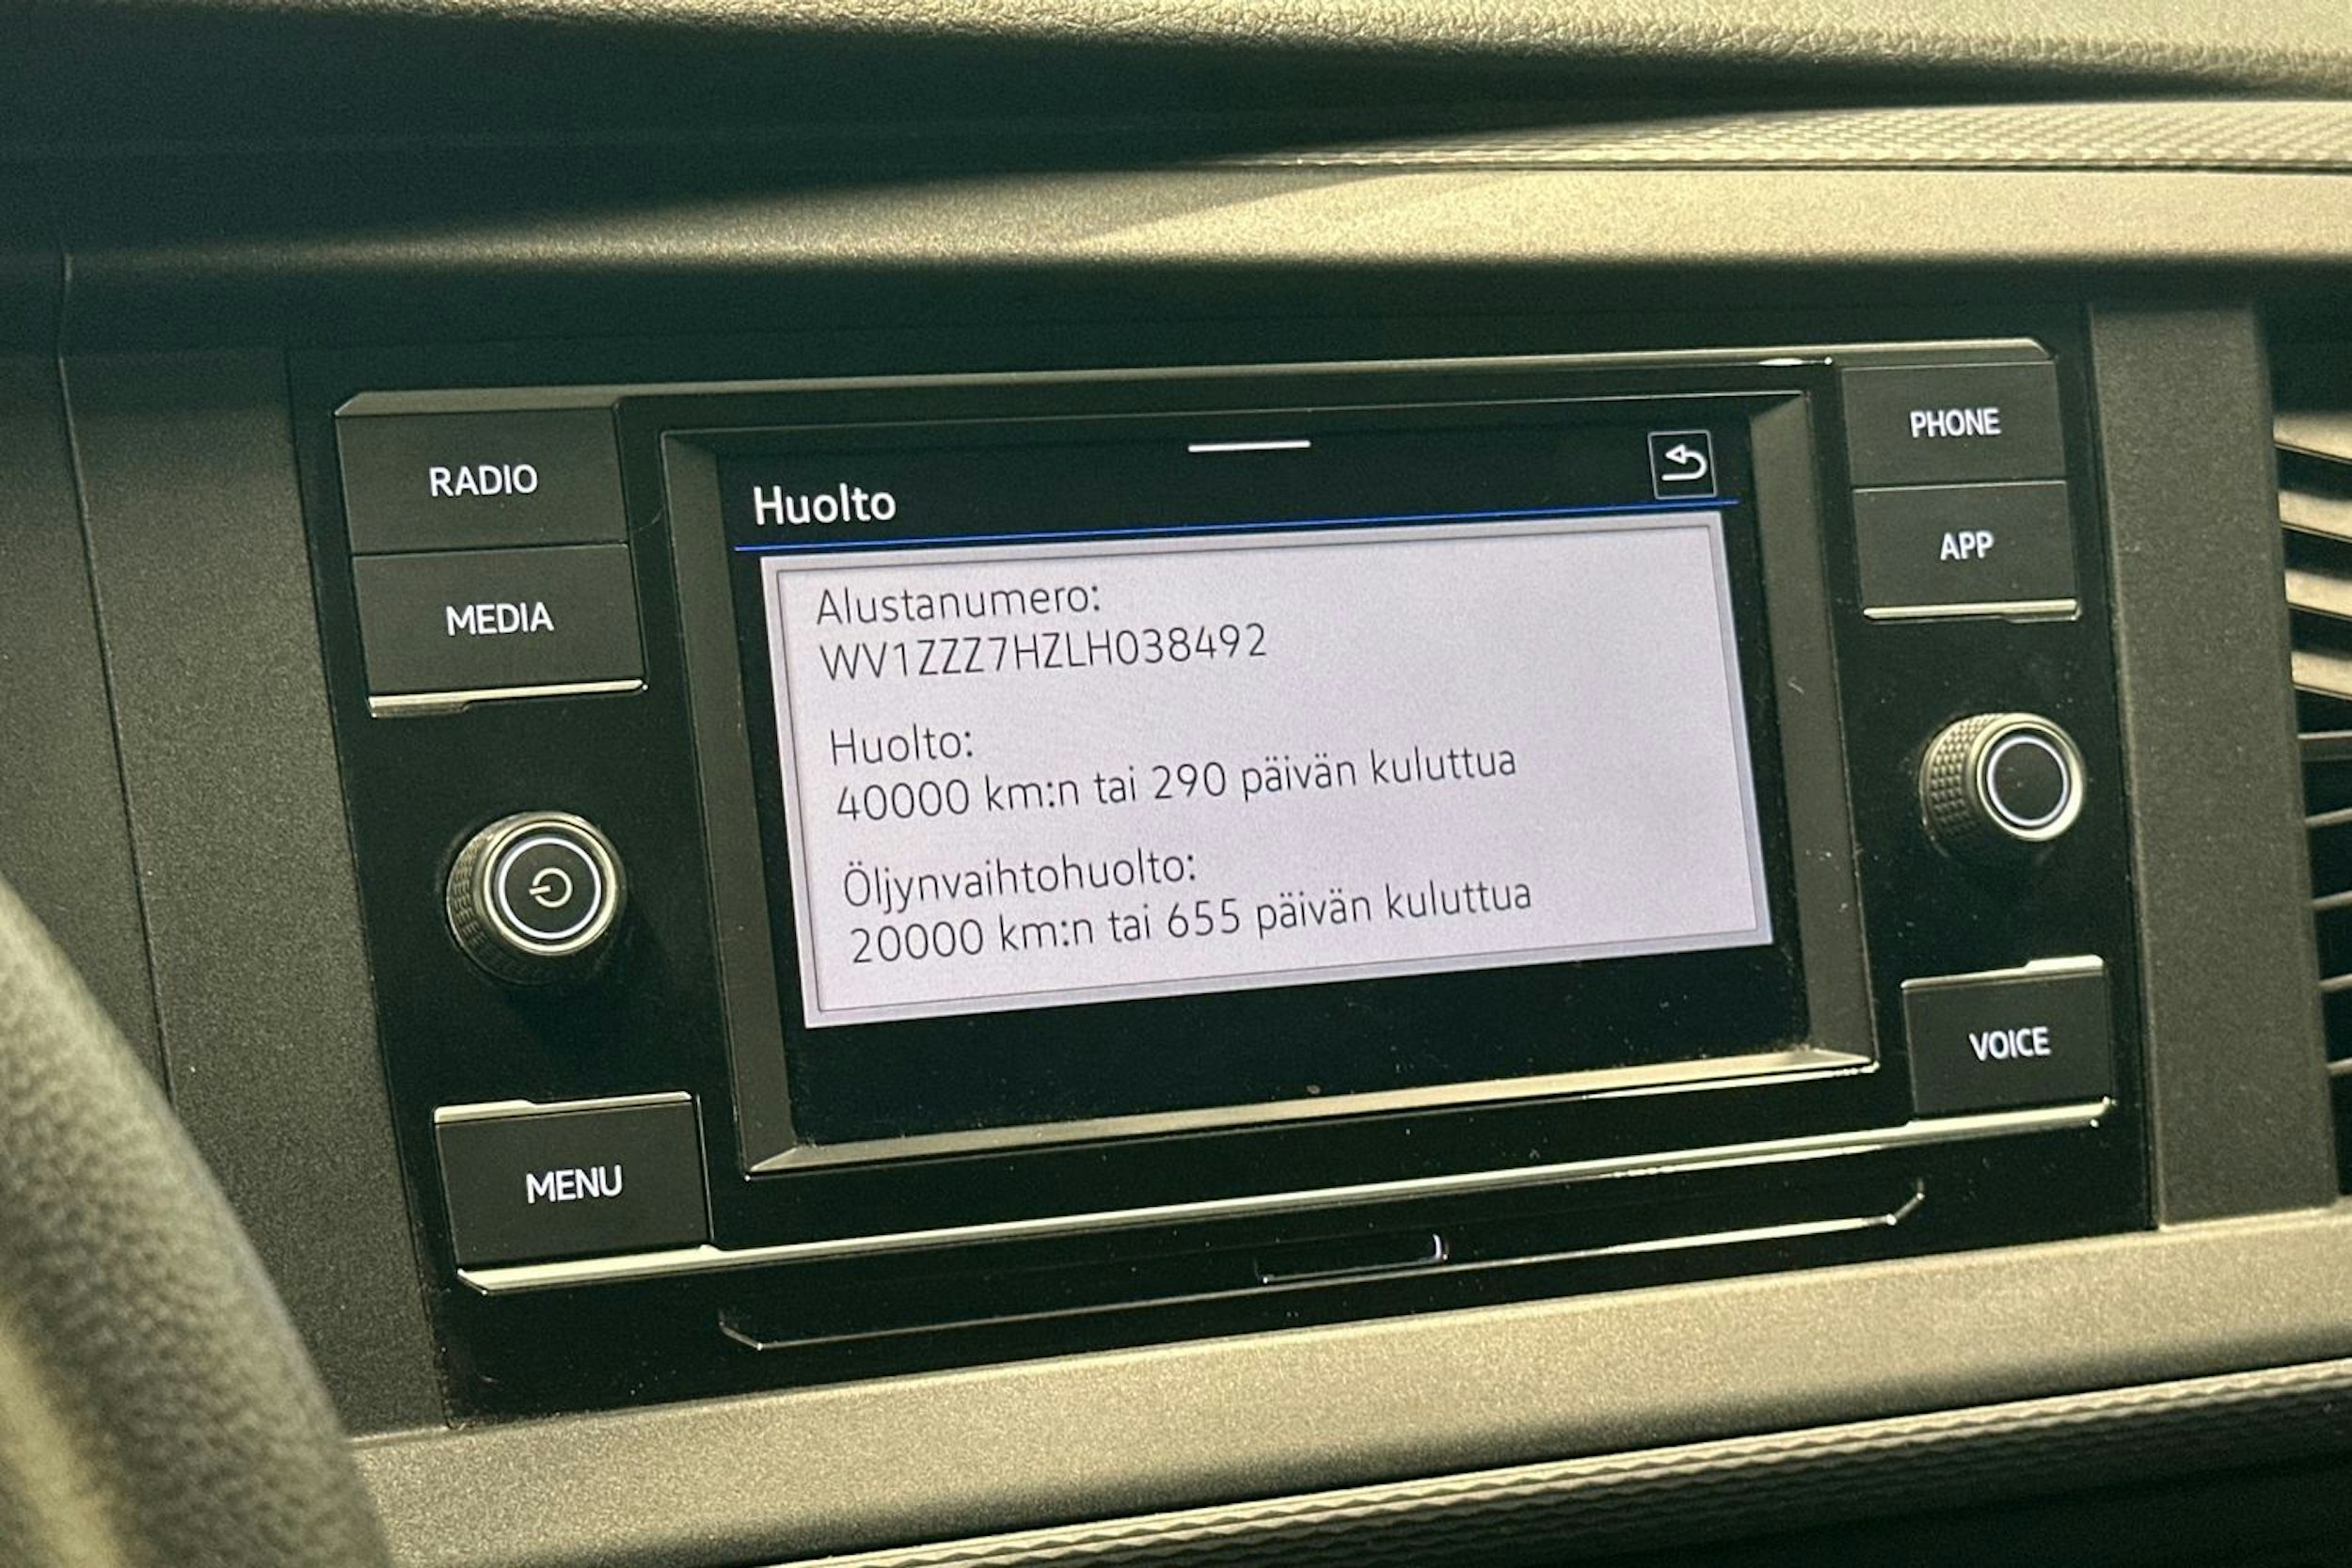 RADIO
MEDIA
MENU
Huolto
Alustanumero:
WV1ZZZ7HZLH038492
Huolto:
40000 km:n tai 290 päivän kuluttua
Öljynvaihtohuolto:
20000 km:n tai 655 päivän kuluttua
PHONE
APP
VOICE